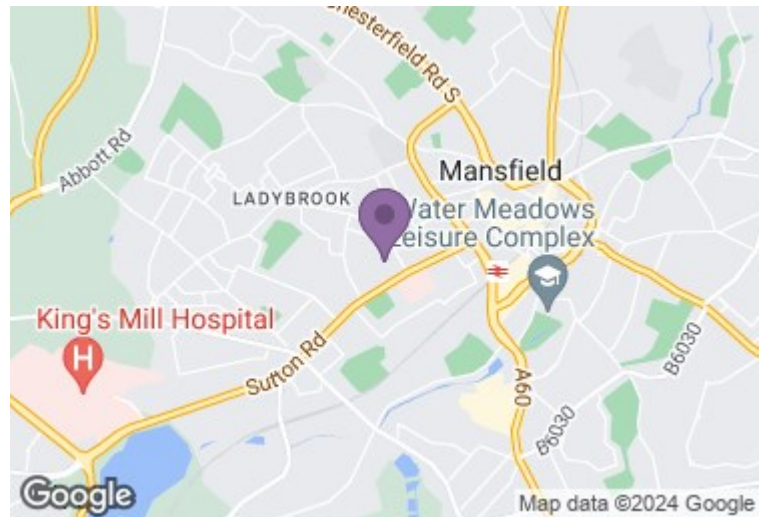 Chesterfield Rd S
Abbott Rd
Mansfield
LADYBROOK
Water Meadows
Leisure Complex
King's Mill Hospital
H
Sutton Rd
A60
B6030
B6030
Google
Map data ©2024 Google